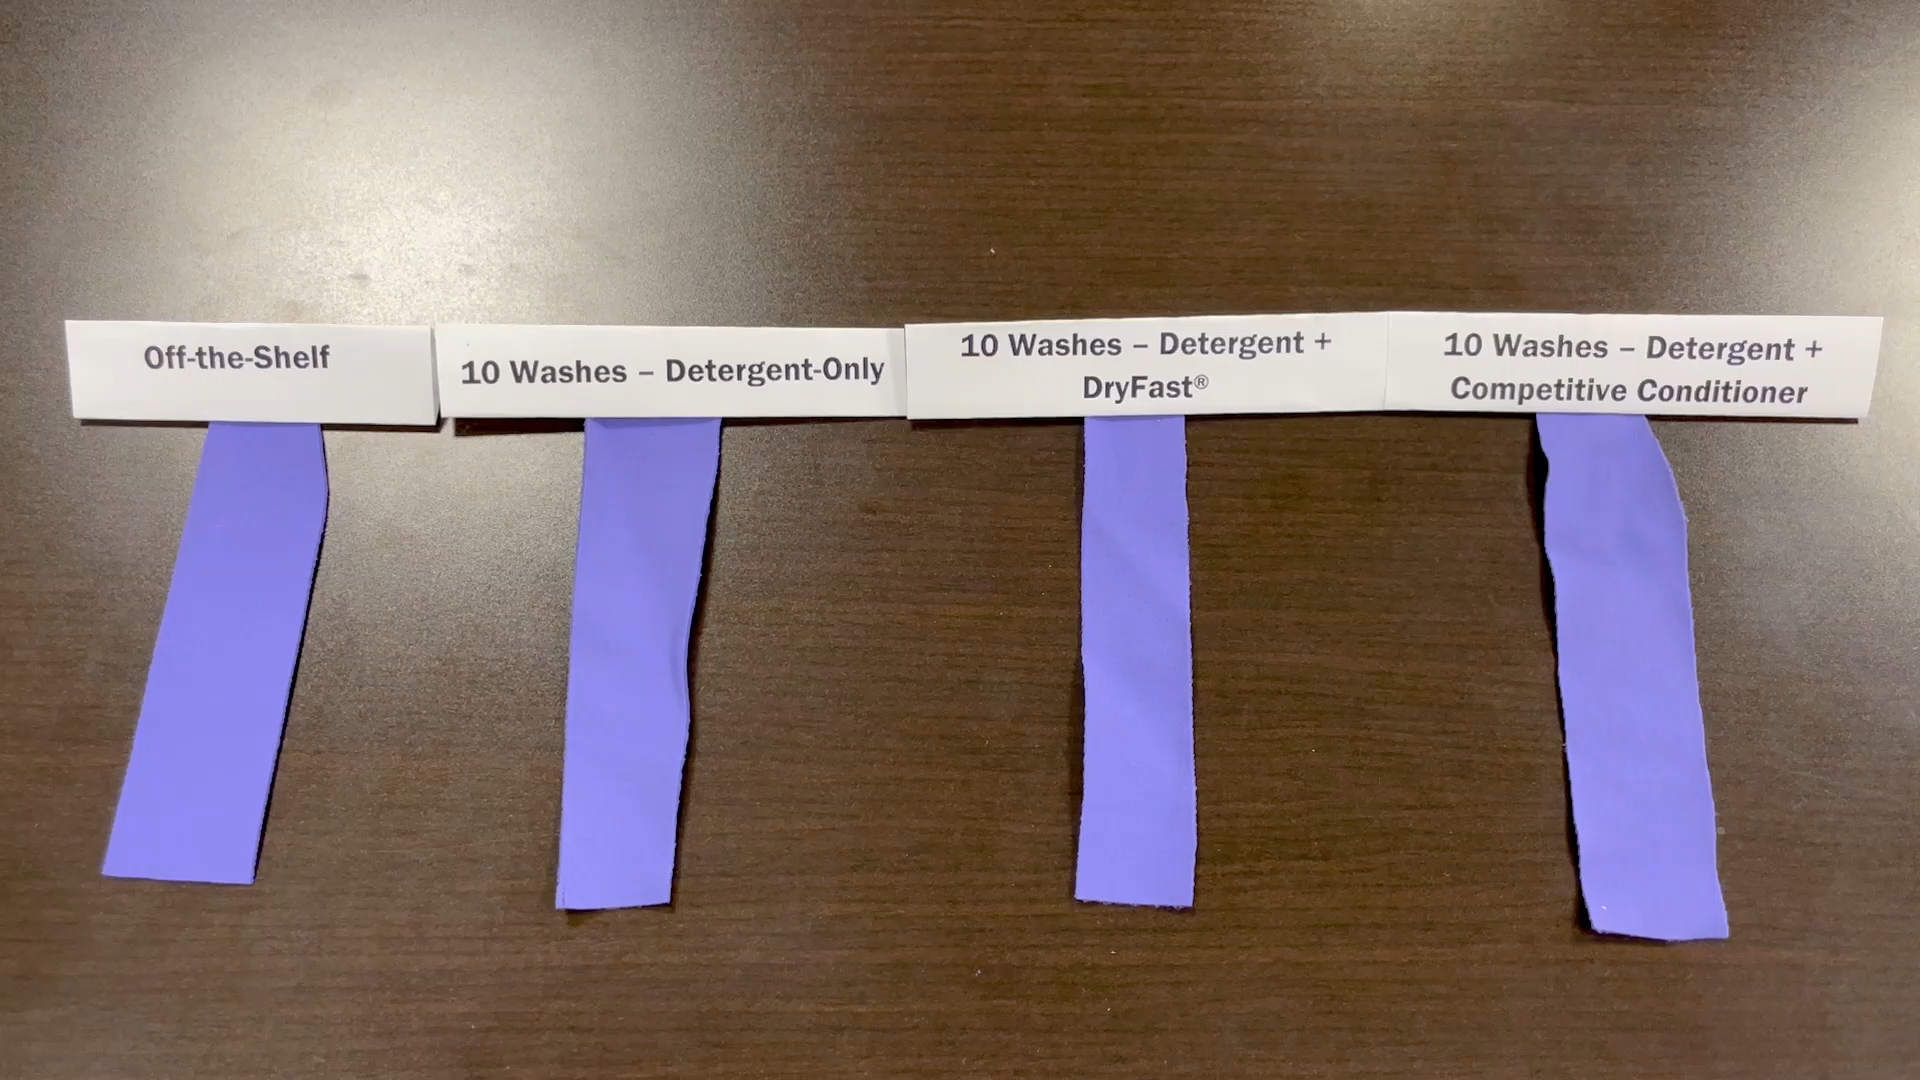 Off-the-Shelf
10 Washes – Detergent-Only
10 Washes – Detergent +
DryFast®
10 Washes – Detergent +
Competitive Conditioner